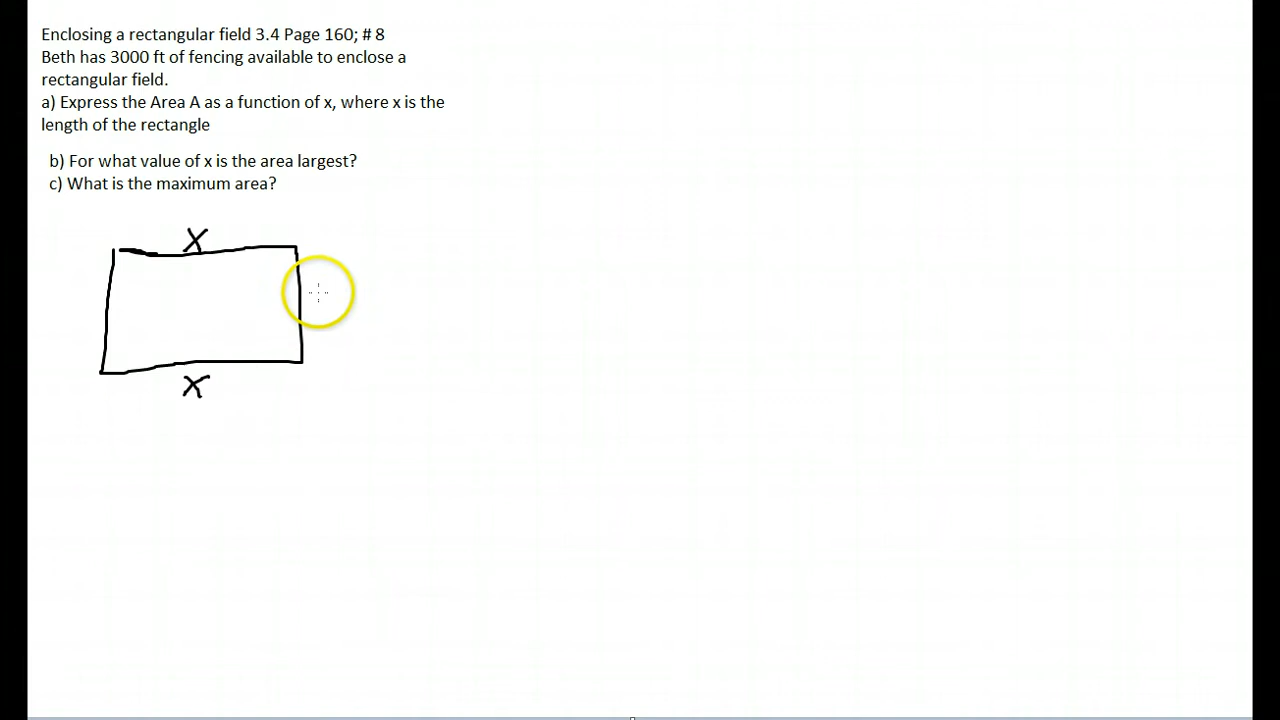 Enclosing a rectangular field 3.4 Page 160; # 8
Beth has 3000 ft of fencing available to enclose a
rectangular field.
a) Express the Area A as a function of x, where x is the
length of the rectangle
b) For what value of x is the area largest?
c) What is the maximum area?
x
x